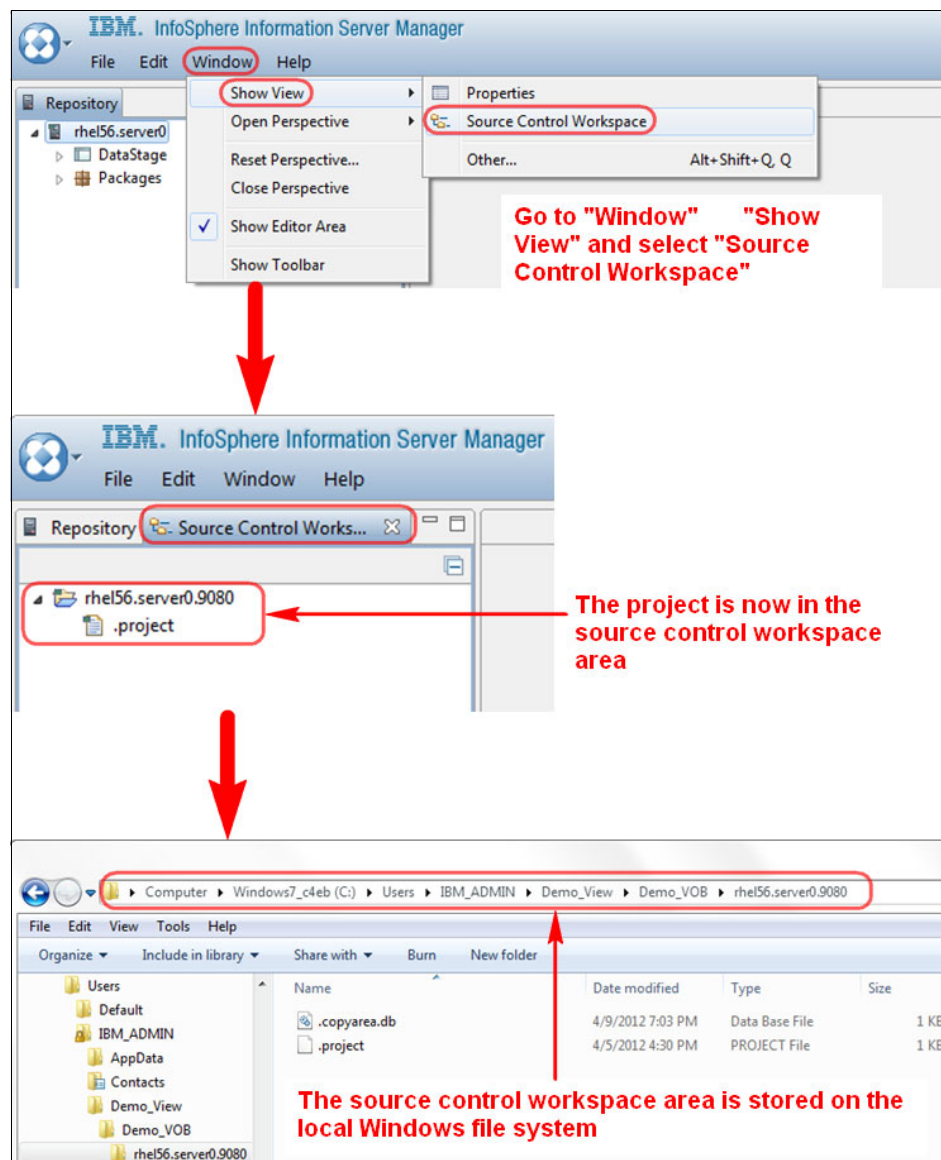 IBM. InfoSphere Information Server Manager
File Edit Window Help
Repository
rhel56.server0
DataStage
Packages
Show View
Open Perspective
Reset Perspective...
Close Perspective
Show Editor Area
Show Toolbar
Properties
Source Control Workspace
Other... Alt+Shift+Q, Q
Go to "Window" "Show
View" and select "Source
Control Workspace"
IBM. InfoSphere Information Server Manager
File Edit Window Help
Repository Source Control Works...
rhel56.server0.9080
.project
The project is now in the
source control workspace
area
Computer Windows7_c4eb (C:) Users IBM_ADMIN Demo_View Demo_VOB rhel56.server0.9080
File Edit View Tools Help
Organize Include in library Share with Burn New folder
Users
Default
IBM_ADMIN
AppData
Contacts
Demo_View
Demo_VOB
rhel56.server0.9080
Name Date modified Type Size
.copyarea.db 4/9/2012 7:03 PM Data Base File 1 KB
.project 4/5/2012 4:30 PM PROJECT File 1 KB
The source control workspace area is stored on the
local Windows file system